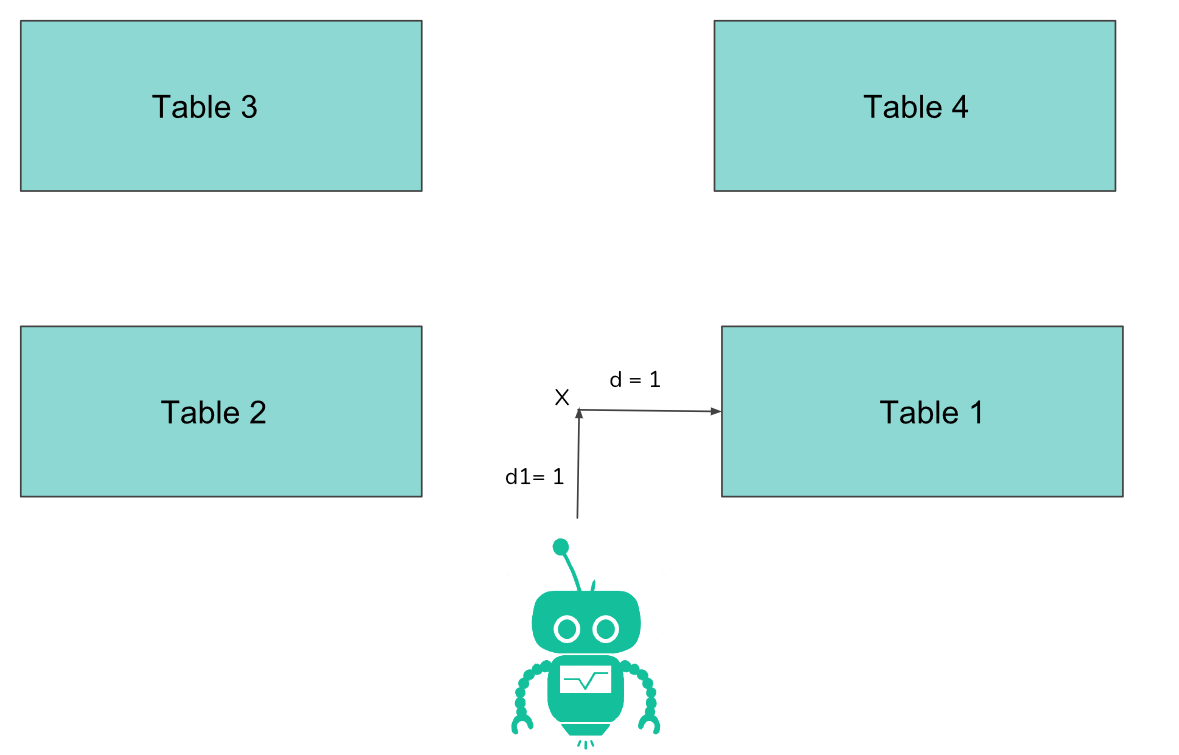 Table 3
Table 4
d = 1
X
Table 2
Table 1
d1= 1